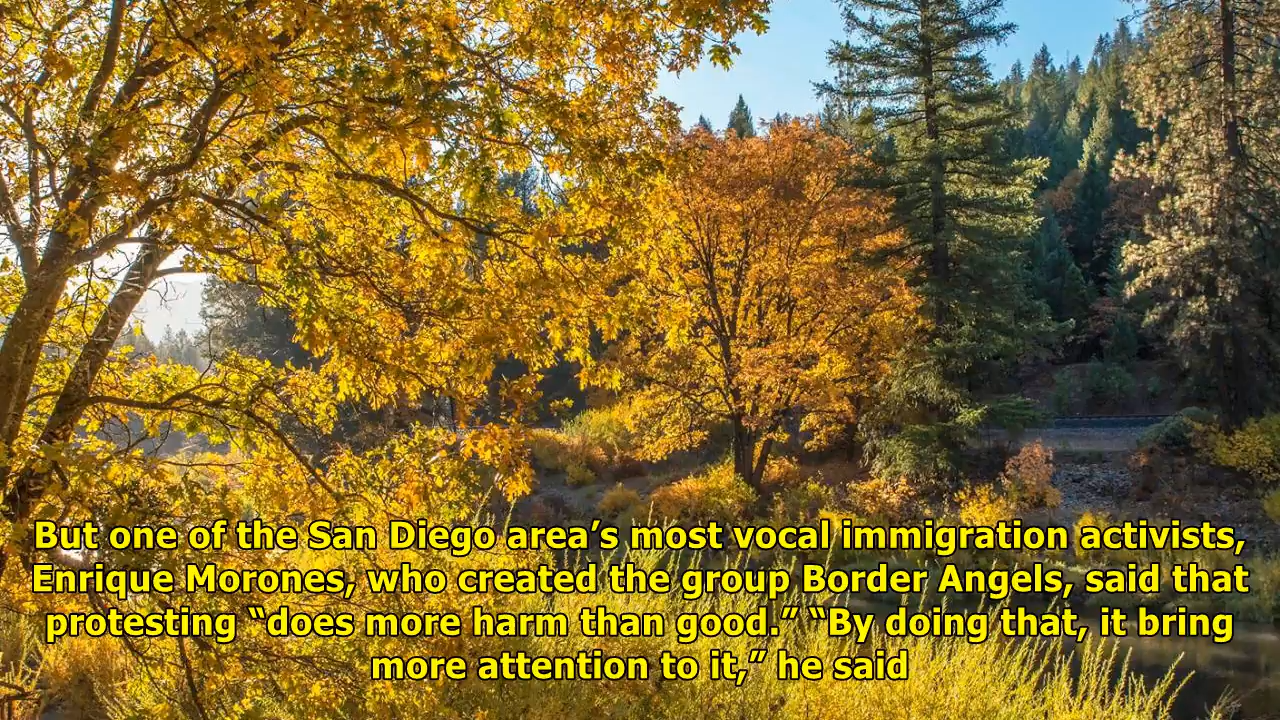 But one of the San Diego area’s most vocal immigration activists,
Enrique Morones, who created the group Border Angels, said that
protesting “does more harm than good.” “By doing that, it bring
more attention to it,” he said